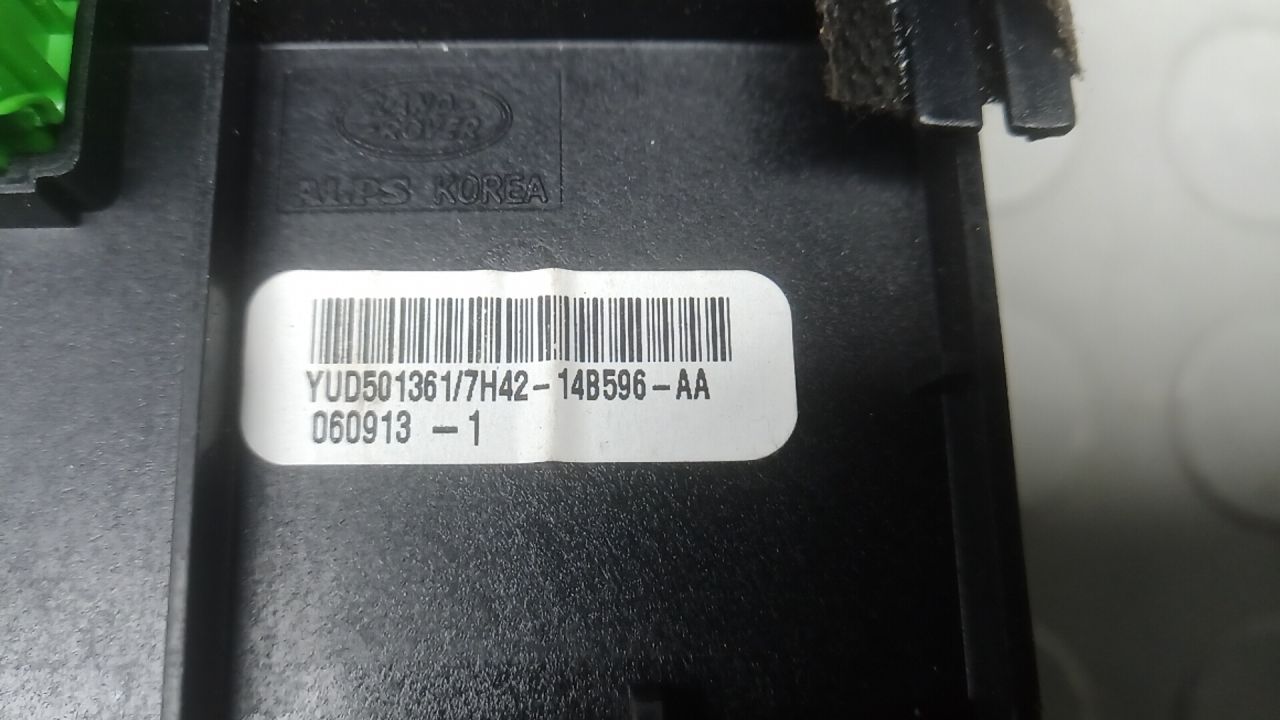 LAND-
ROVER
ALPS KOREA
YUD501361/7H42-14B596-AA
060913 -1